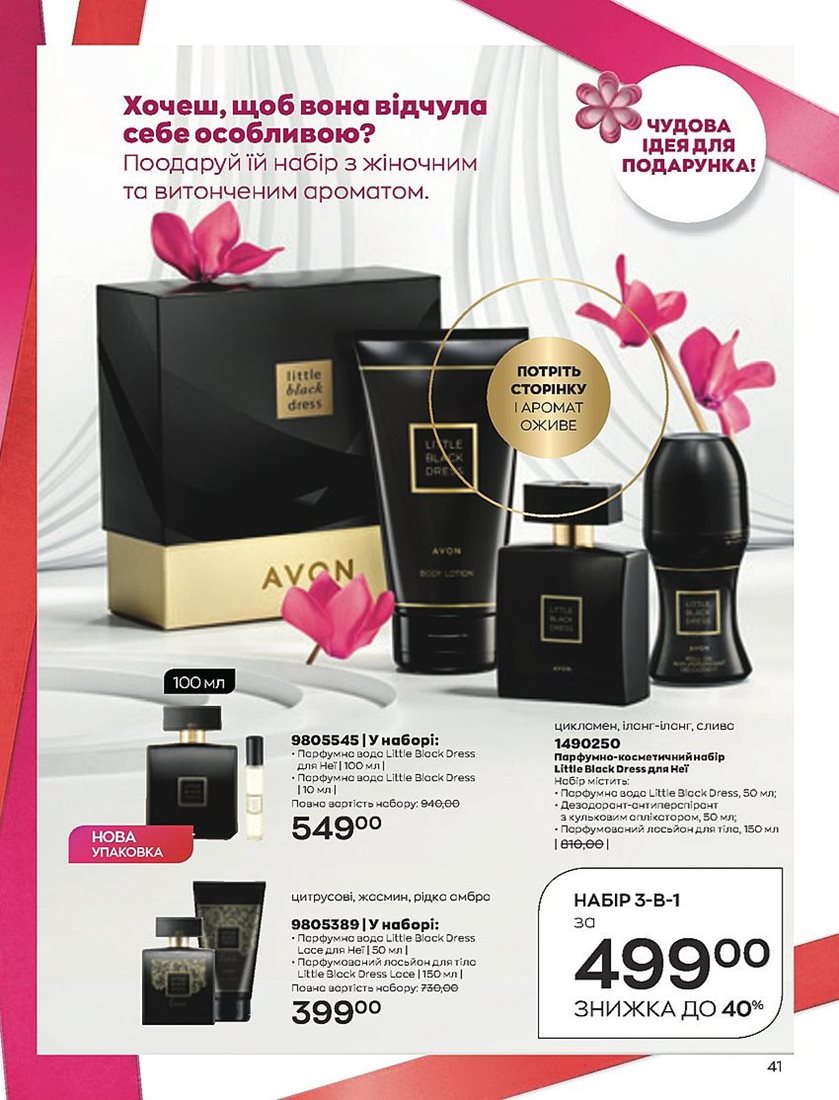 Хочеш, щоб вона відчула
себе особливою?
Поодаруй їй набір з жіночним
та витонченим ароматом.
ЧУДОВА
ІДЕЯ ДЛЯ
ПОДАРУНКА!
little
black
dress
AVON
LITTLE
BLACK
DRESS
AVON
BODY LOTION
ПОТРІТЬ
СТОРІНКУ
І АРОМАТ
ОЖИВЕ
LITTLE
BLACK
DRESS
AVON
LITTLE
BLACK
DRESS
AVON
ROLL-ON
ANTI-PERSPIRANT
DEODORANT
100 мл
НОВА
УПАКОВКА
9805545 | У наборі:
• Парфумна вода Little Black Dress
для Неї | 100 мл |
• Парфумна вода Little Black Dress
| 10 мл |
Повна вартість набору: 940,00
549⁰⁰
цитрусові, жасмин, рідка амбра
9805389 | У наборі:
• Парфумна вода Little Black Dress
Lace для Неї | 50 мл |
• Парфумований лосьйон для тіла
Little Black Dress Lace | 150 мл |
Повна вартість набору: 730,00
399⁰⁰
цикламен, іланг-іланг, слива
1490250
Парфумно-косметичний набір
Little Black Dress для Неї
Набір містить:
• Парфумна вода Little Black Dress, 50 мл;
• Дезодорант-антиперспірант
з кульковим аплікатором, 50 мл;
• Парфумований лосьйон для тіла, 150 мл
| 810,00 |
НАБІР 3-В-1
за
499⁰⁰
ЗНИЖКА ДО 40%
41